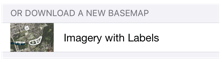 OR DOWNLOAD A NEW BASEMAP
Imagery with Labels